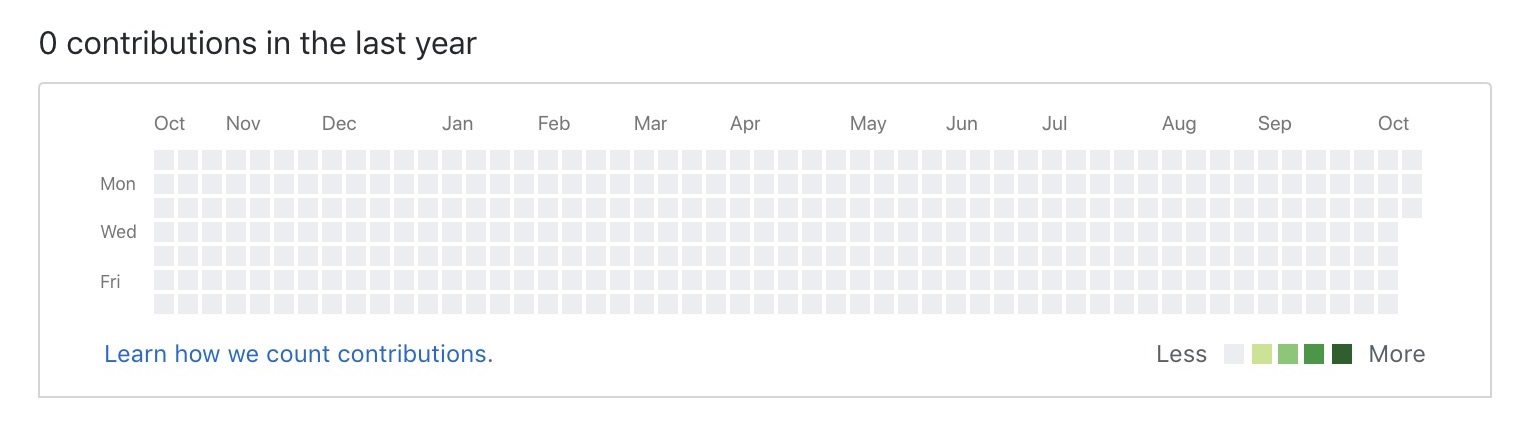 0 contributions in the last year
Oct Nov Dec Jan Feb Mar Apr May Jun Jul Aug Sep Oct
Mon
Wed
Fri
Learn how we count contributions.
Less More